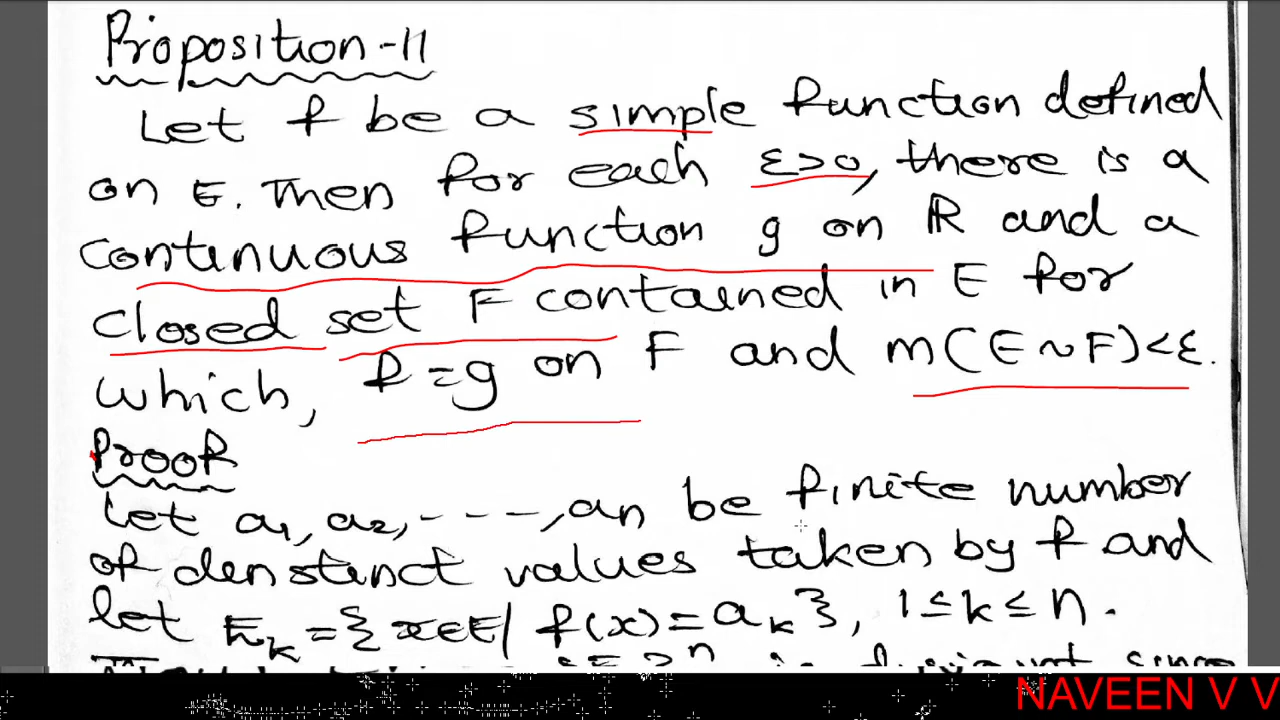 Proposition-11
Let f be a simple function defined
on E. Then for each ε>0, there is a
continuous function g on ℝ and a
closed set F contained in E for
which, f=g on F and m(E~F)<ε.
Proof
Let a1, a2,----,an be finite number
of denstinct values taken by f and
let Ek={x∈E/ f(x)=ak}, 1≤k≤n.
NAVEEN V V